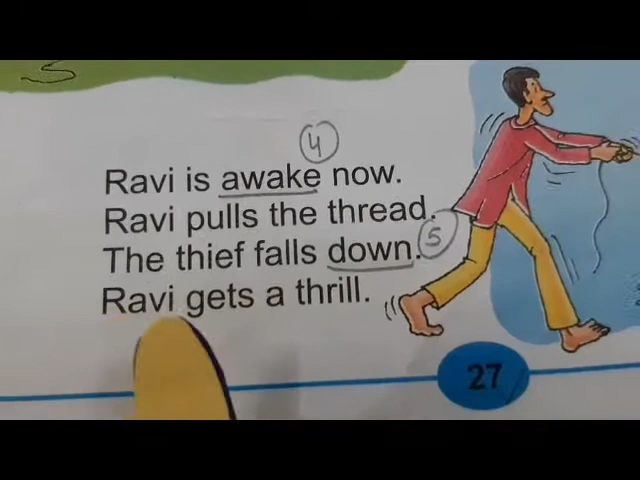 4
Ravi is awake now.
Ravi pulls the thread.
The thief falls down. 5
Ravi gets a thrill.
27